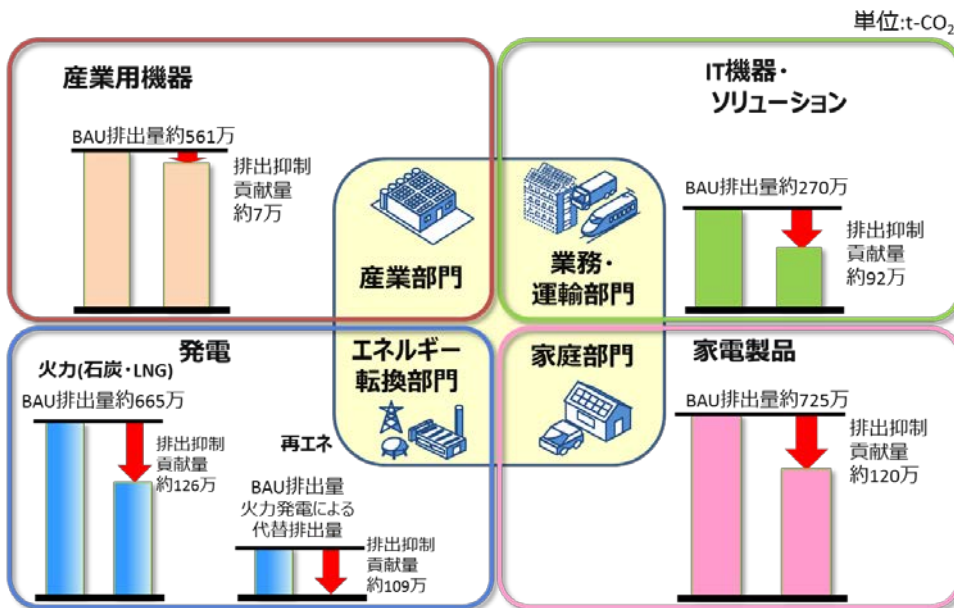 単位:t-CO₂
産業用機器
BAU排出量約561万
排出抑制
貢献量
約7万
産業部門
IT機器・
ソリューション
BAU排出量約270万
排出抑制
貢献量
約92万
業務・
運輸部門
発電
火力(石炭・LNG)
BAU排出量約665万
排出抑制
貢献量
約126万
再エネ
BAU排出量
火力発電による
代替排出量
排出抑制
貢献量
約109万
エネルギー
転換部門
家庭部門
家電製品
BAU排出量約725万
排出抑制
貢献量
約120万